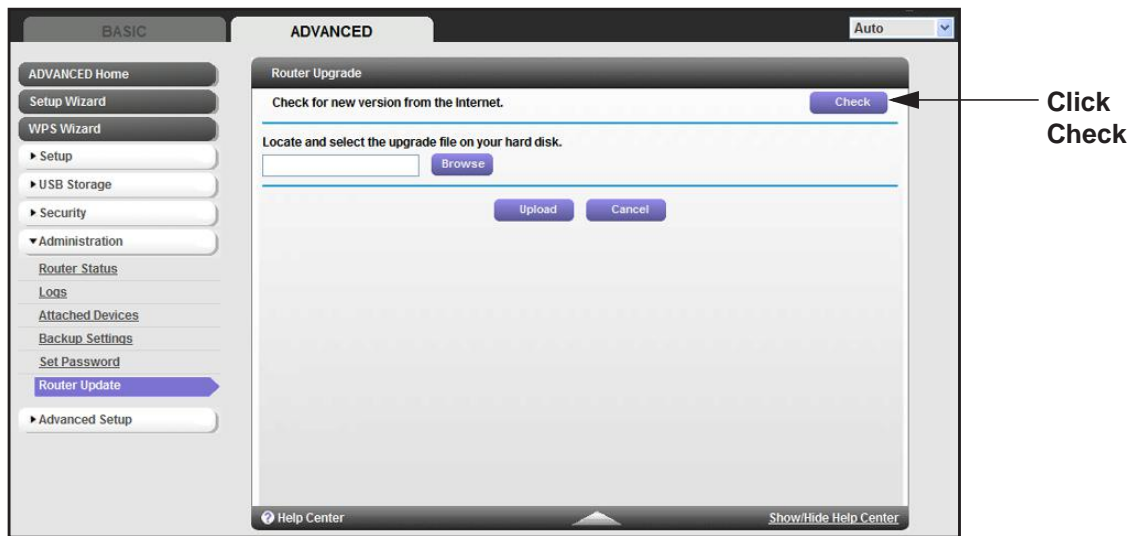 BASIC
ADVANCED
Auto
ADVANCED Home
Setup Wizard
WPS Wizard
Setup
USB Storage
Security
Administration
Router Status
Logs
Attached Devices
Backup Settings
Set Password
Router Update
Advanced Setup
Router Upgrade
Check for new version from the Internet.
Check
Locate and select the upgrade file on your hard disk.
Browse
Upload
Cancel
Help Center
Show/Hide Help Center
Click
Check